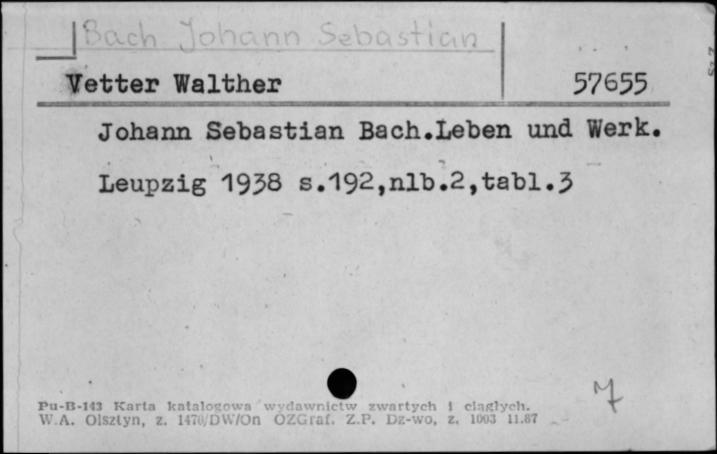 Bach Johann Sebastian
Vetter Walther 57655
Johann Sebastian Bach.Leben und Werk.
Leupzig 1938 s.192,nlb.2,tabl.3
7
Pu-B-143 Karta katalogowa wydawnictw zwartych i ciągłych.
W.A. Olsztyn, z. 1470/DW/On OZGraf. Z.P. Dz-wo, z. 1003 11.87